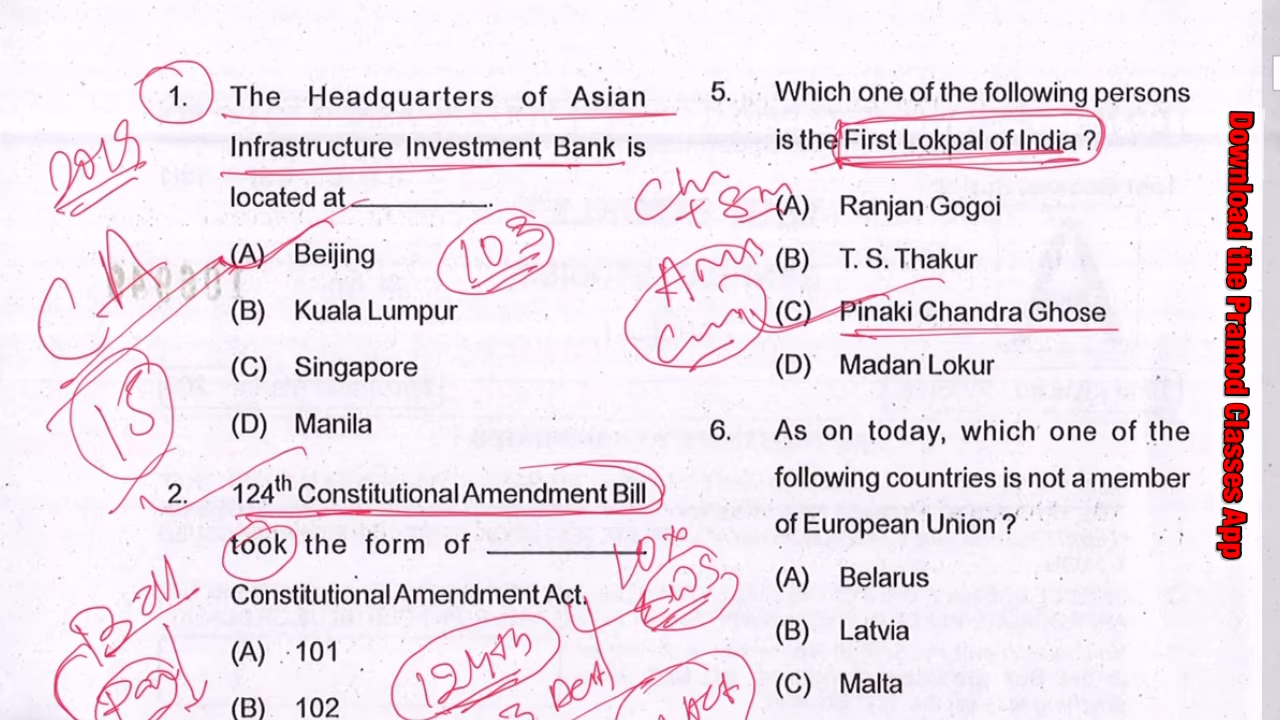 1. The Headquarters of Asian
Infrastructure Investment Bank is
located at ________.
(A) Beijing
(B) Kuala Lumpur
(C) Singapore
(D) Manila
2. 124th Constitutional Amendment Bill
took the form of ________
Constitutional Amendment Act.
(A) 101
(B) 102
2015
103
10%
EWS
5. Which one of the following persons
is the First Lokpal of India ?
(A) Ranjan Gogoi
(B) T. S. Thakur
(C) Pinaki Chandra Ghose
(D) Madan Lokur
6. As on today, which one of the
following countries is not a member
of European Union ?
(A) Belarus
(B) Latvia
(C) Malta
Download the Pramod Classes App